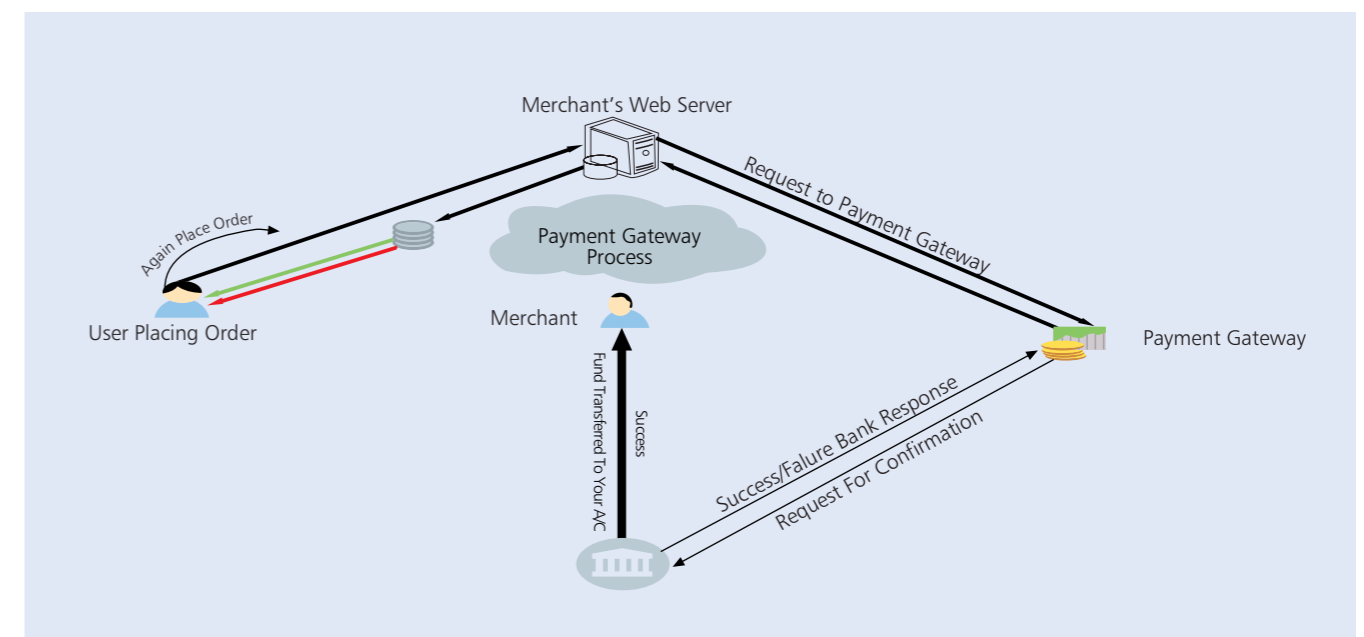 Merchant's Web Server
Request to Payment Gateway
Again Place Order
Payment Gateway
Process
User Placing Order
Merchant
Payment Gateway
Fund Transferred To Your A/C
Success
Success/Falure Bank Response
Request For Confirmation